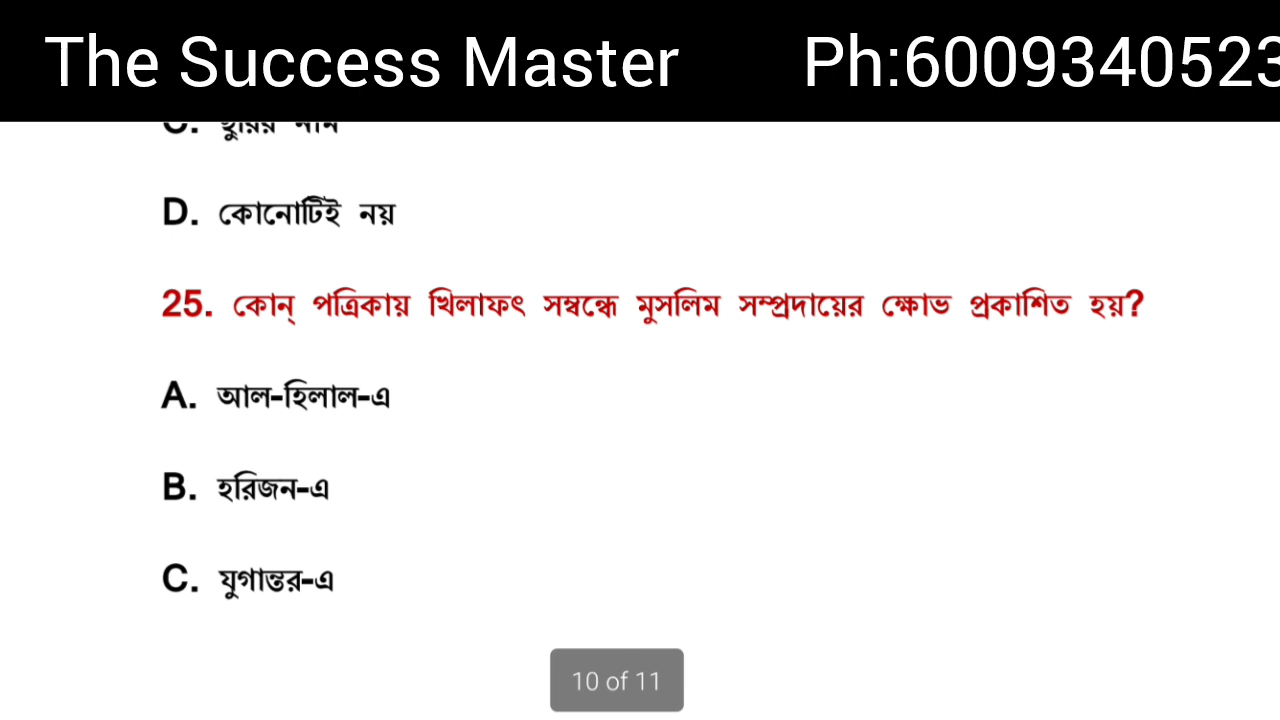 The Success Master Ph:6009340523
D. কোনোটিই নয়
25. কোন্ পত্রিকায় খিলাফৎ সম্বন্ধে মুসলিম সম্প্রদায়ের ক্ষোভ প্রকাশিত হয়?
A. আল-হিলাল-এ
B. হরিজন-এ
C. যুগান্তর-এ
10 of 11